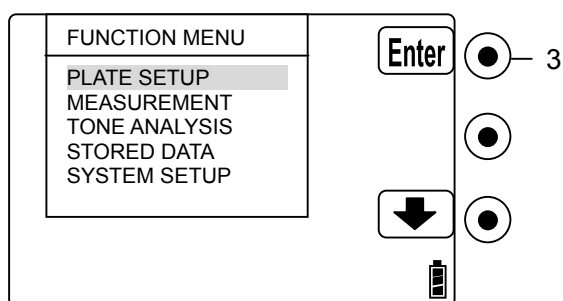 FUNCTION MENU
Enter
3
PLATE SETUP
MEASUREMENT
TONE ANALYSIS
STORED DATA
SYSTEM SETUP